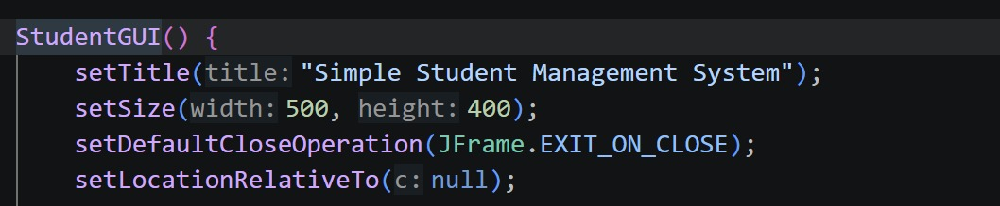 StudentGUI() {
setTitle(title: "Simple Student Management System");
setSize(width: 500, height: 400);
setDefaultCloseOperation(JFrame.EXIT_ON_CLOSE);
setLocationRelativeTo(c: null);